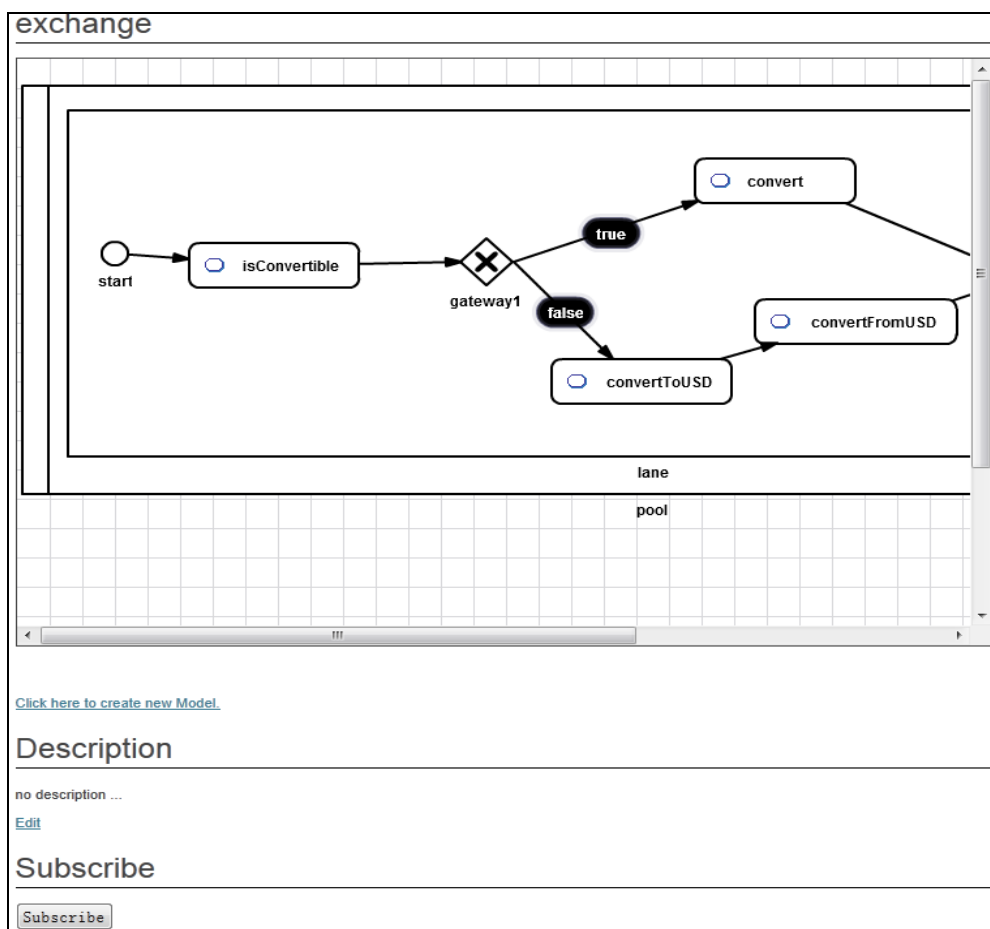 exchange
convert
true
isConvertible
start
gateway1
false
convertFromUSD
convertToUSD
lane
pool
Click here to create new Model.
Description
no description ...
Edit
Subscribe
Subscribe